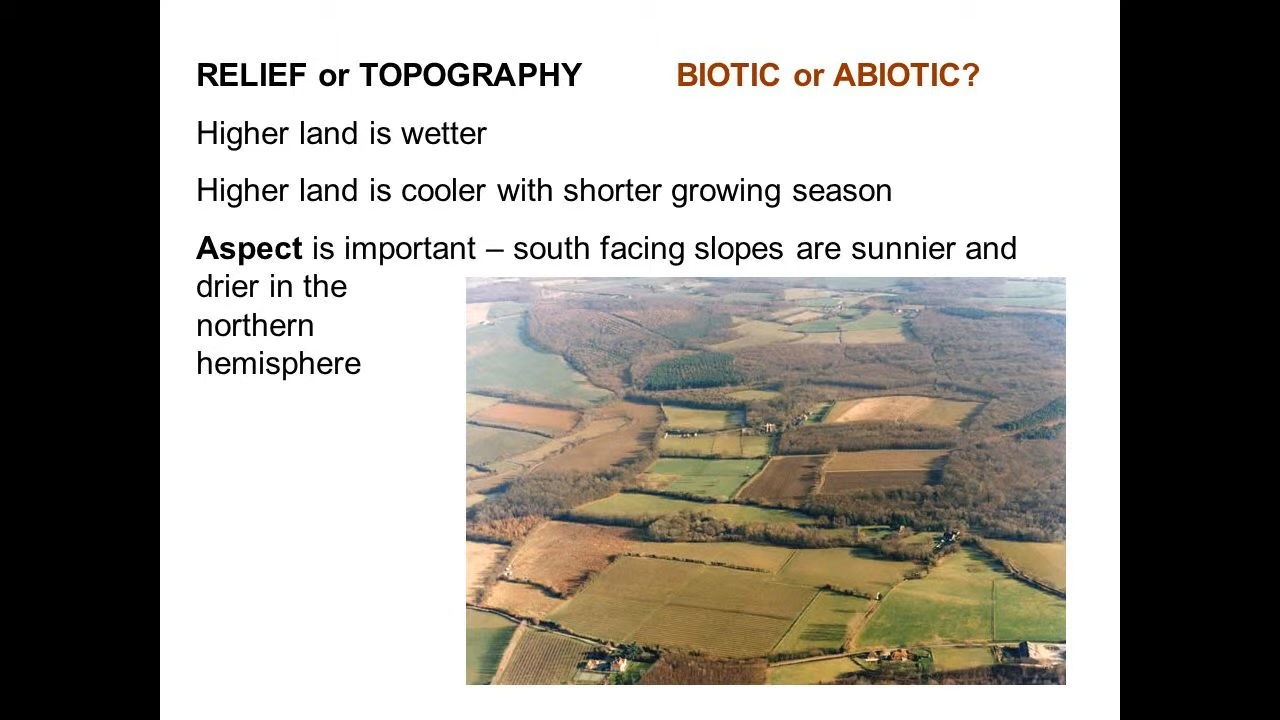 RELIEF or TOPOGRAPHY BIOTIC or ABIOTIC?
Higher land is wetter
Higher land is cooler with shorter growing season
Aspect is important – south facing slopes are sunnier and
drier in the
northern
hemisphere